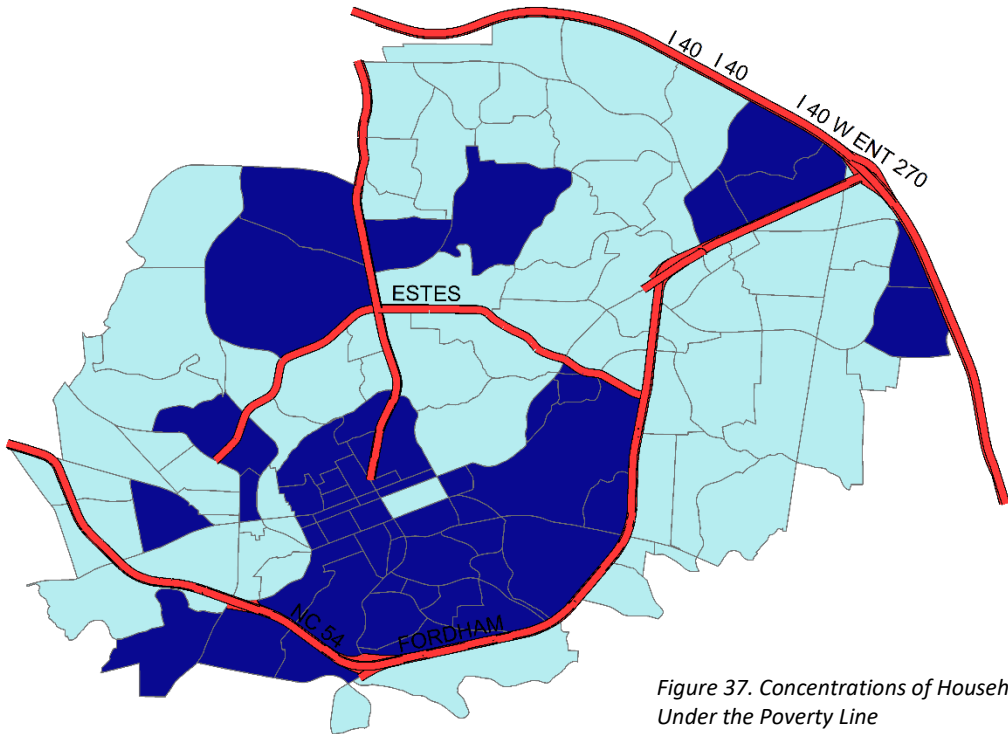 I 40 I 40
I 40 W ENT 270
ESTES
NC 54
FORDHAM
Figure 37. Concentrations of Househ
Under the Poverty Line